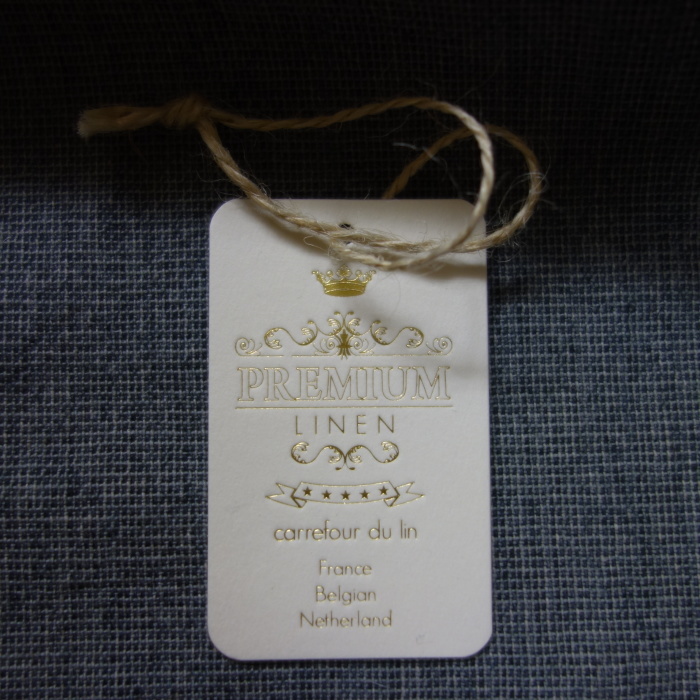 PREMIUM
LINEN
carrefour du lin
France
Belgian
Netherland